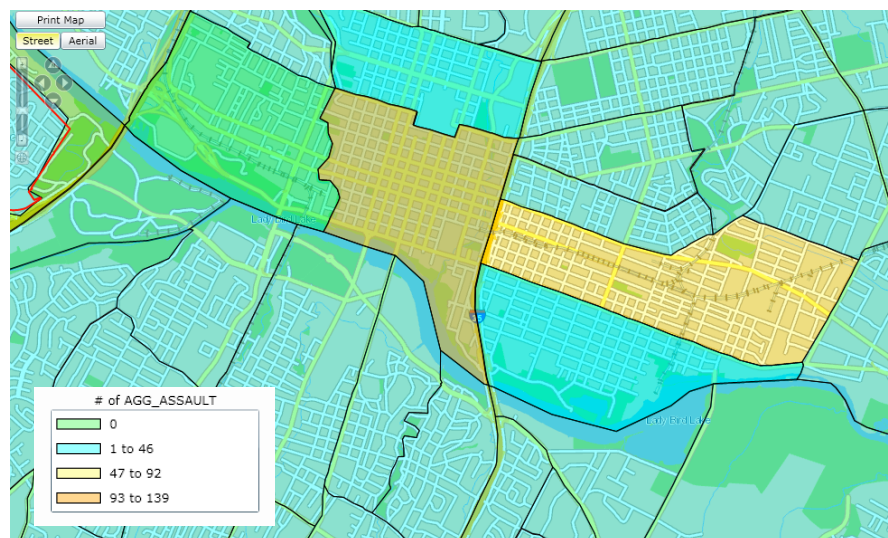 Print Map
Street Aerial
Lady Bird Lake
Lady Bird Lake
# of AGG_ASSAULT
0
1 to 46
47 to 92
93 to 139